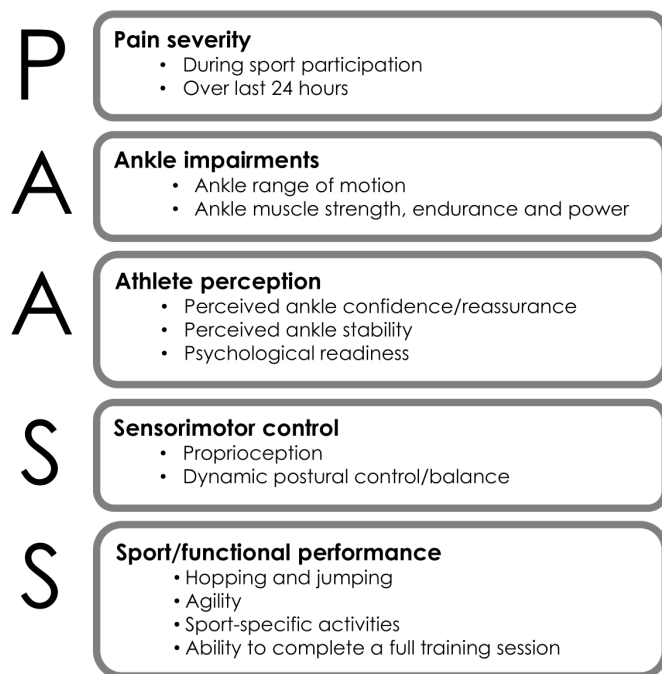 P
Pain severity
• During sport participation
• Over last 24 hours
A
Ankle impairments
• Ankle range of motion
• Ankle muscle strength, endurance and power
A
Athlete perception
• Perceived ankle confidence/reassurance
• Perceived ankle stability
• Psychological readiness
S
Sensorimotor control
• Proprioception
• Dynamic postural control/balance
S
Sport/functional performance
• Hopping and jumping
• Agility
• Sport-specific activities
• Ability to complete a full training session